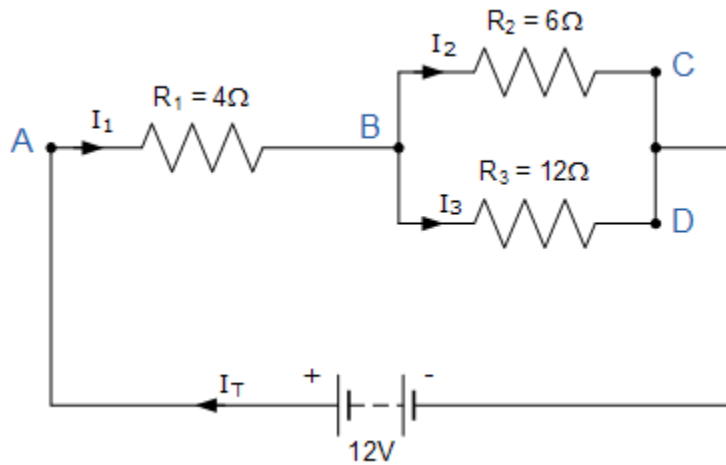 R₂ = 6Ω
I₂
C
R₁ = 4Ω
I₁
B
A
R₃ = 12Ω
I₃
D
I_T
+
-
12V